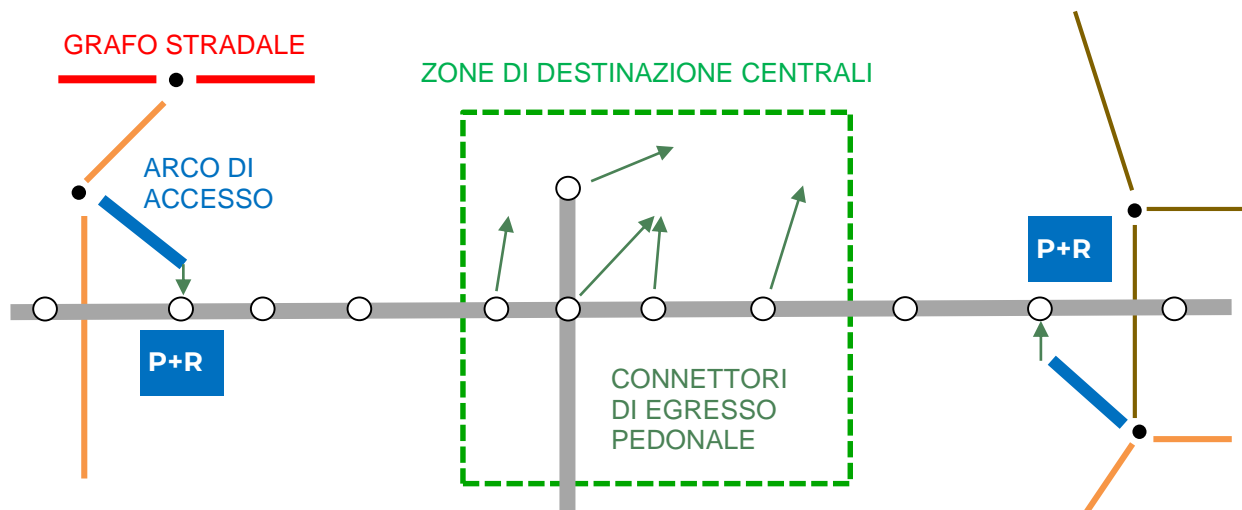 GRAFO STRADALE
ZONE DI DESTINAZIONE CENTRALI
ARCO DI
ACCESSO
P+R
P+R
CONNETTORI
DI EGRESSO
PEDONALE